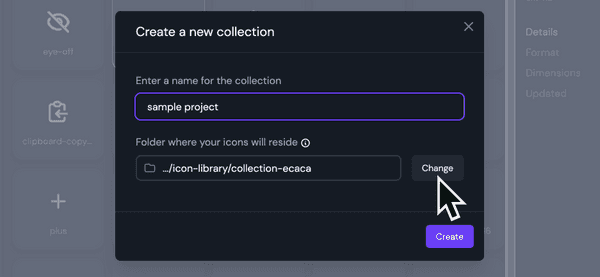 Create a new collection
Enter a name for the collection
sample project
Folder where your icons will reside
.../icon-library/collection-ecaca
Change
Create
eye-off
clipboard-copy...
plus
Details
Format
Dimensions
Updated